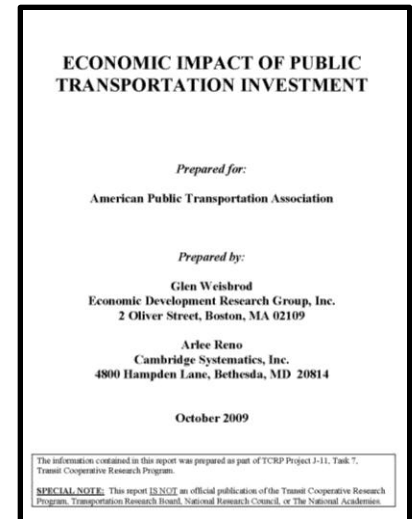 ECONOMIC IMPACT OF PUBLIC
TRANSPORTATION INVESTMENT
Prepared for:
American Public Transportation Association
Prepared by:
Glen Weisbrod
Economic Development Research Group, Inc.
2 Oliver Street, Boston, MA 02109
Arlee Reno
Cambridge Systematics, Inc.
4800 Hampden Lane, Bethesda, MD 20814
October 2009
The information contained in this report was prepared as part of TCRP Project J-11, Task 7,
Transit Cooperative Research Program.
SPECIAL NOTE: This report IS NOT an official publication of the Transit Cooperative Research
Program, Transportation Research Board, National Research Council, or The National Academies.